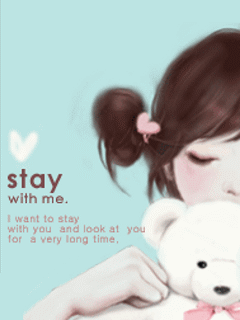 stay
with me.
I want to stay
with you and look at you
for a very long time.